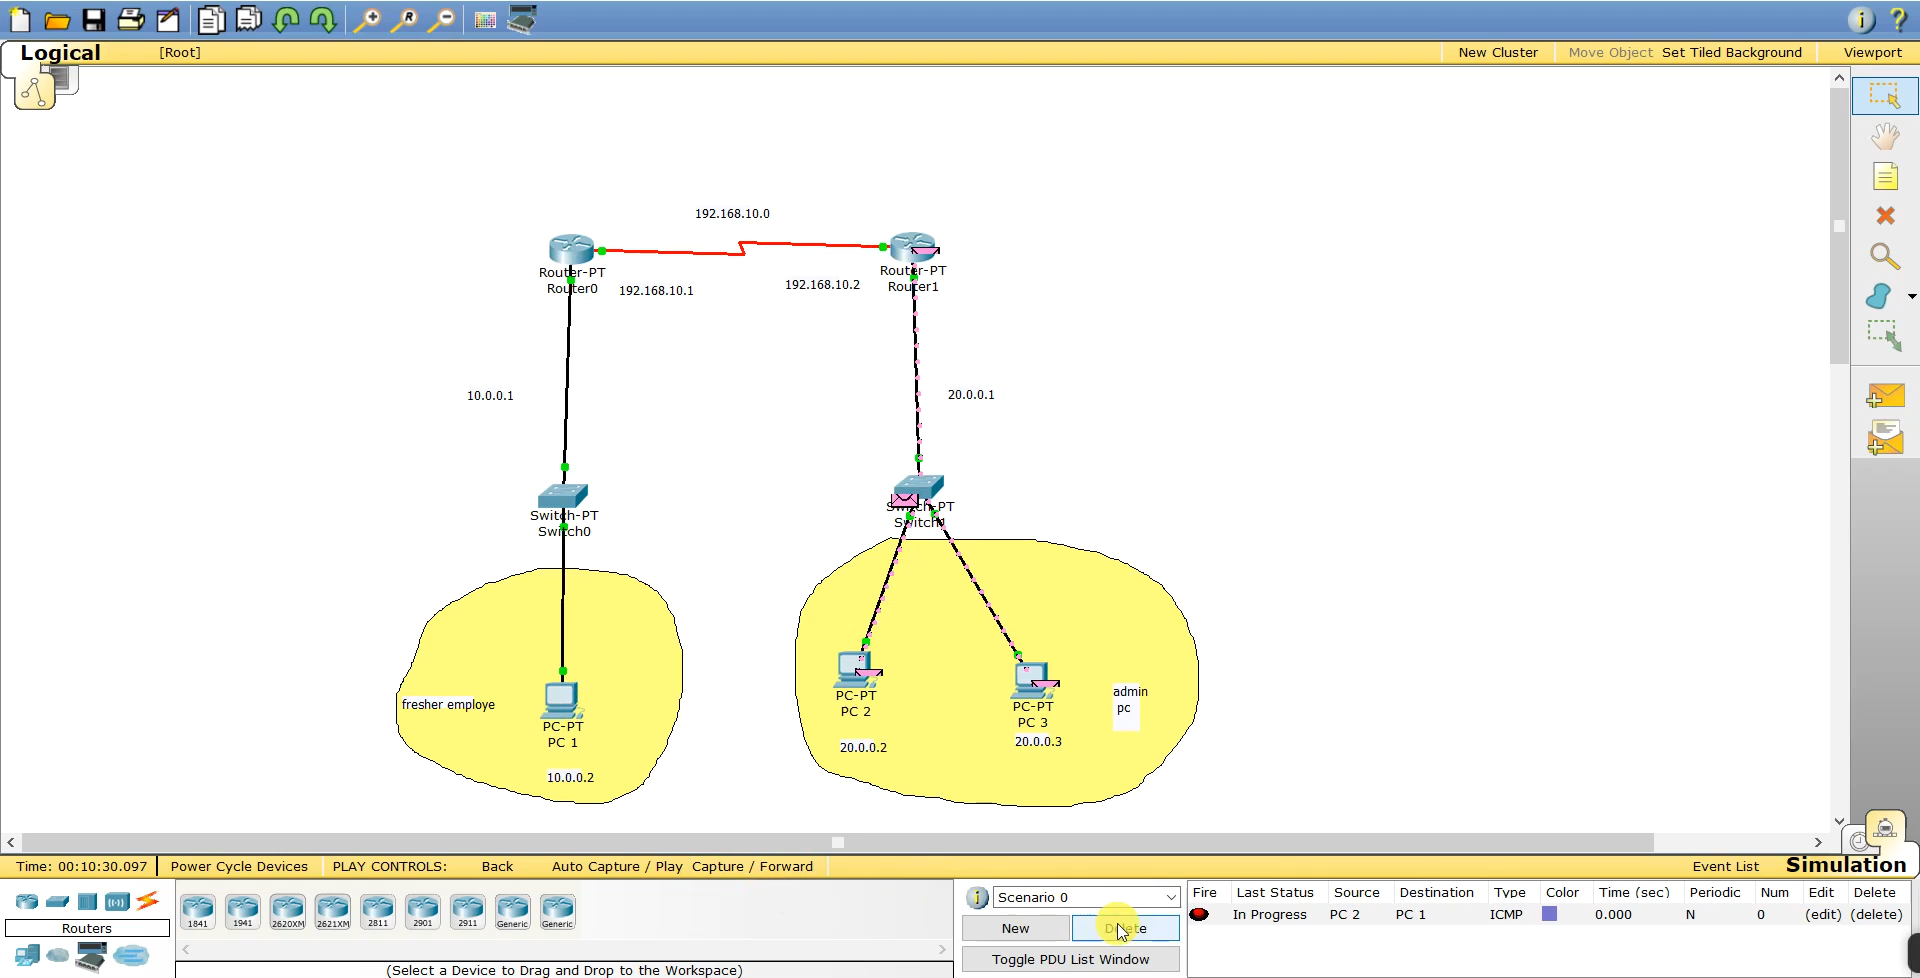 Logical
[Root]
New Cluster
Move Object
Set Tiled Background
Viewport
192.168.10.0
Router-PT
Router0
192.168.10.1
192.168.10.2
Router-PT
Router1
10.0.0.1
20.0.0.1
Switch-PT
Switch0
Switch-PT
Switch1
fresher employe
PC-PT
PC 1
10.0.0.2
PC-PT
PC 2
20.0.0.2
PC-PT
PC 3
20.0.0.3
admin
pc
Time: 00:10:30.097
Power Cycle Devices
PLAY CONTROLS:
Back
Auto Capture / Play
Capture / Forward
Event List
Simulation
Routers
1841
1941
2620XM
2621XM
2811
2901
2911
Generic
Generic
(Select a Device to Drag and Drop to the Workspace)
Scenario 0
New
Delete
Toggle PDU List Window
Fire Last Status Source Destination Type Color Time (sec) Periodic Num Edit Delete
In Progress PC 2 PC 1 ICMP 0.000 N 0 (edit) (delete)